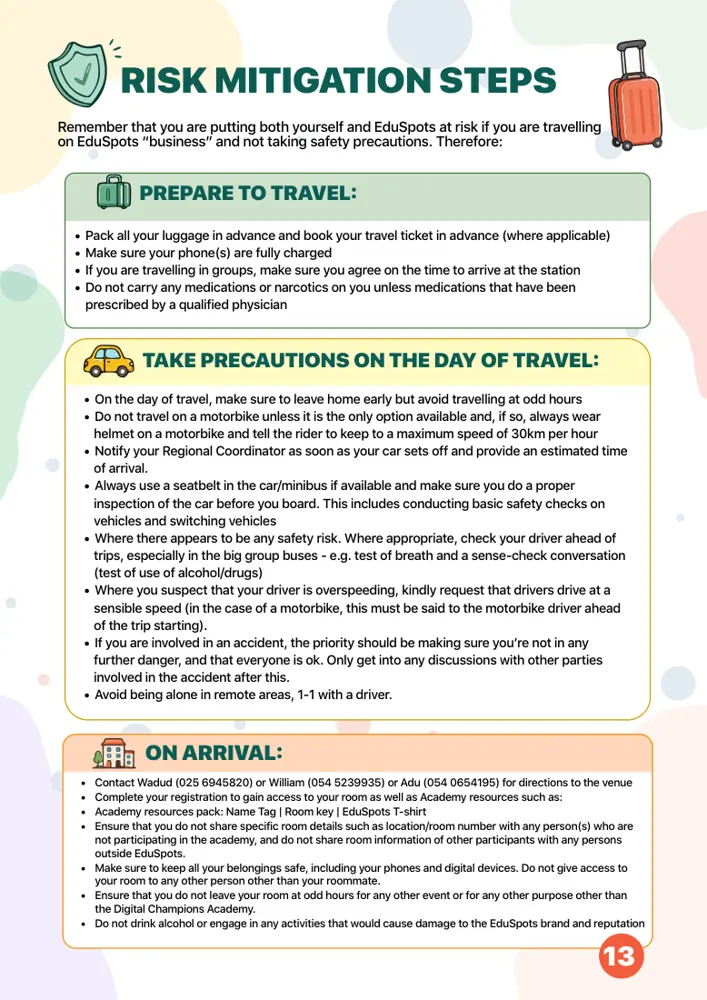 RISK MITIGATION STEPS
Remember that you are putting both yourself and EduSpots at risk if you are travelling
on EduSpots “business” and not taking safety precautions. Therefore:
PREPARE TO TRAVEL:
• Pack all your luggage in advance and book your travel ticket in advance (where applicable)
• Make sure your phone(s) are fully charged
• If you are travelling in groups, make sure you agree on the time to arrive at the station
• Do not carry any medications or narcotics on you unless medications that have been
prescribed by a qualified physician
TAKE PRECAUTIONS ON THE DAY OF TRAVEL:
• On the day of travel, make sure to leave home early but avoid travelling at odd hours
• Do not travel on a motorbike unless it is the only option available and, if so, always wear
helmet on a motorbike and tell the rider to keep to a maximum speed of 30km per hour
• Notify your Regional Coordinator as soon as your car sets off and provide an estimated time
of arrival.
• Always use a seatbelt in the car/minibus if available and make sure you do a proper
inspection of the car before you board. This includes conducting basic safety checks on
vehicles and switching vehicles
• Where there appears to be any safety risk. Where appropriate, check your driver ahead of
trips, especially in the big group buses - e.g. test of breath and a sense-check conversation
(test of use of alcohol/drugs)
• Where you suspect that your driver is overspeeding, kindly request that drivers drive at a
sensible speed (in the case of a motorbike, this must be said to the motorbike driver ahead
of the trip starting).
• If you are involved in an accident, the priority should be making sure you’re not in any
further danger, and that everyone is ok. Only get into any discussions with other parties
involved in the accident after this.
• Avoid being alone in remote areas, 1-1 with a driver.
ON ARRIVAL:
• Contact Wadud (025 6945820) or William (054 5239935) or Adu (054 0654195) for directions to the venue
• Complete your registration to gain access to your room as well as Academy resources such as:
• Academy resources pack: Name Tag | Room key | EduSpots T-shirt
• Ensure that you do not share specific room details such as location/room number with any person(s) who are
not participating in the academy, and do not share room information of other participants with any persons
outside EduSpots.
• Make sure to keep all your belongings safe, including your phones and digital devices. Do not give access to
your room to any other person other than your roommate.
• Ensure that you do not leave your room at odd hours for any other event or for any other purpose other than
the Digital Champions Academy.
• Do not drink alcohol or engage in any activities that would cause damage to the EduSpots brand and reputation
13